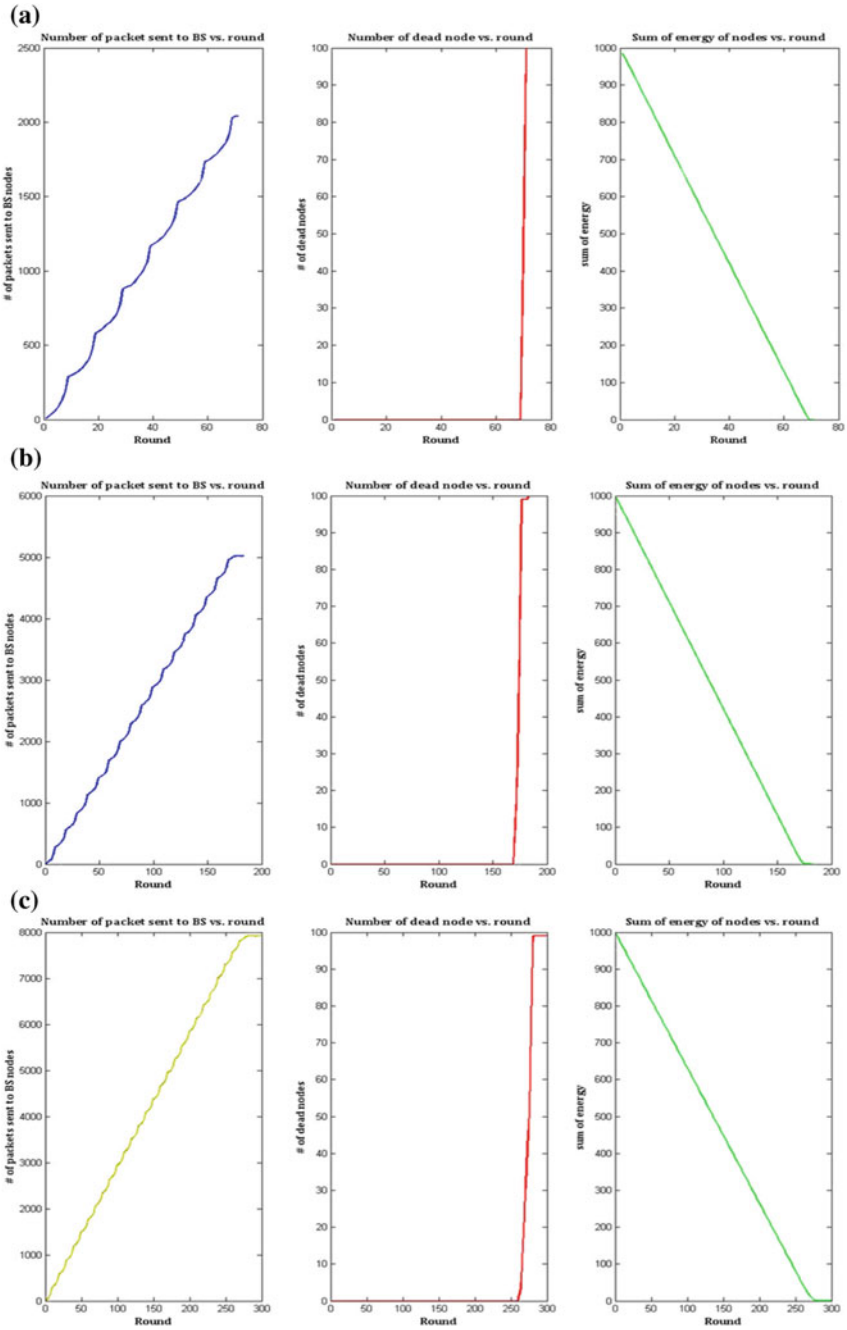 (a)
Number of packet sent to BS vs. round
Number of dead node vs. round
Sum of energy of nodes vs. round
2500
2000
1500
1000
500
0
# of packets sent to BS nodes
0 20 40 60 80
Round
100
90
80
70
60
50
40
30
20
10
0
# of dead nodes
0 20 40 60 80
Round
1000
900
800
700
600
500
400
300
200
100
0
sum of energy
0 20 40 60 80
Round
(b)
Number of packet sent to BS vs. round
Number of dead node vs. round
Sum of energy of nodes vs. round
6000
5000
4000
3000
2000
1000
0
# of packets sent to BS nodes
0 50 100 150 200
Round
100
90
80
70
60
50
40
30
20
10
0
# of dead nodes
0 50 100 150 200
Round
1000
900
800
700
600
500
400
300
200
100
0
sum of energy
0 50 100 150 200
Round
(c)
Number of packet sent to BS vs. round
Number of dead node vs. round
Sum of energy of nodes vs. round
8000
7000
6000
5000
4000
3000
2000
1000
0
# of packets sent to BS nodes
0 50 100 150 200 250 300
Round
100
90
80
70
60
50
40
30
20
10
0
# of dead nodes
0 50 100 150 200 250 300
Round
1000
900
800
700
600
500
400
300
200
100
0
sum of energy
0 50 100 150 200 250 300
Round